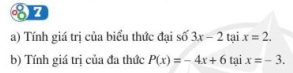 7
a) Tính giá trị của biểu thức đại số 3x – 2 tại x = 2.
b) Tính giá trị của đa thức P(x) = – 4x + 6 tại x = – 3.